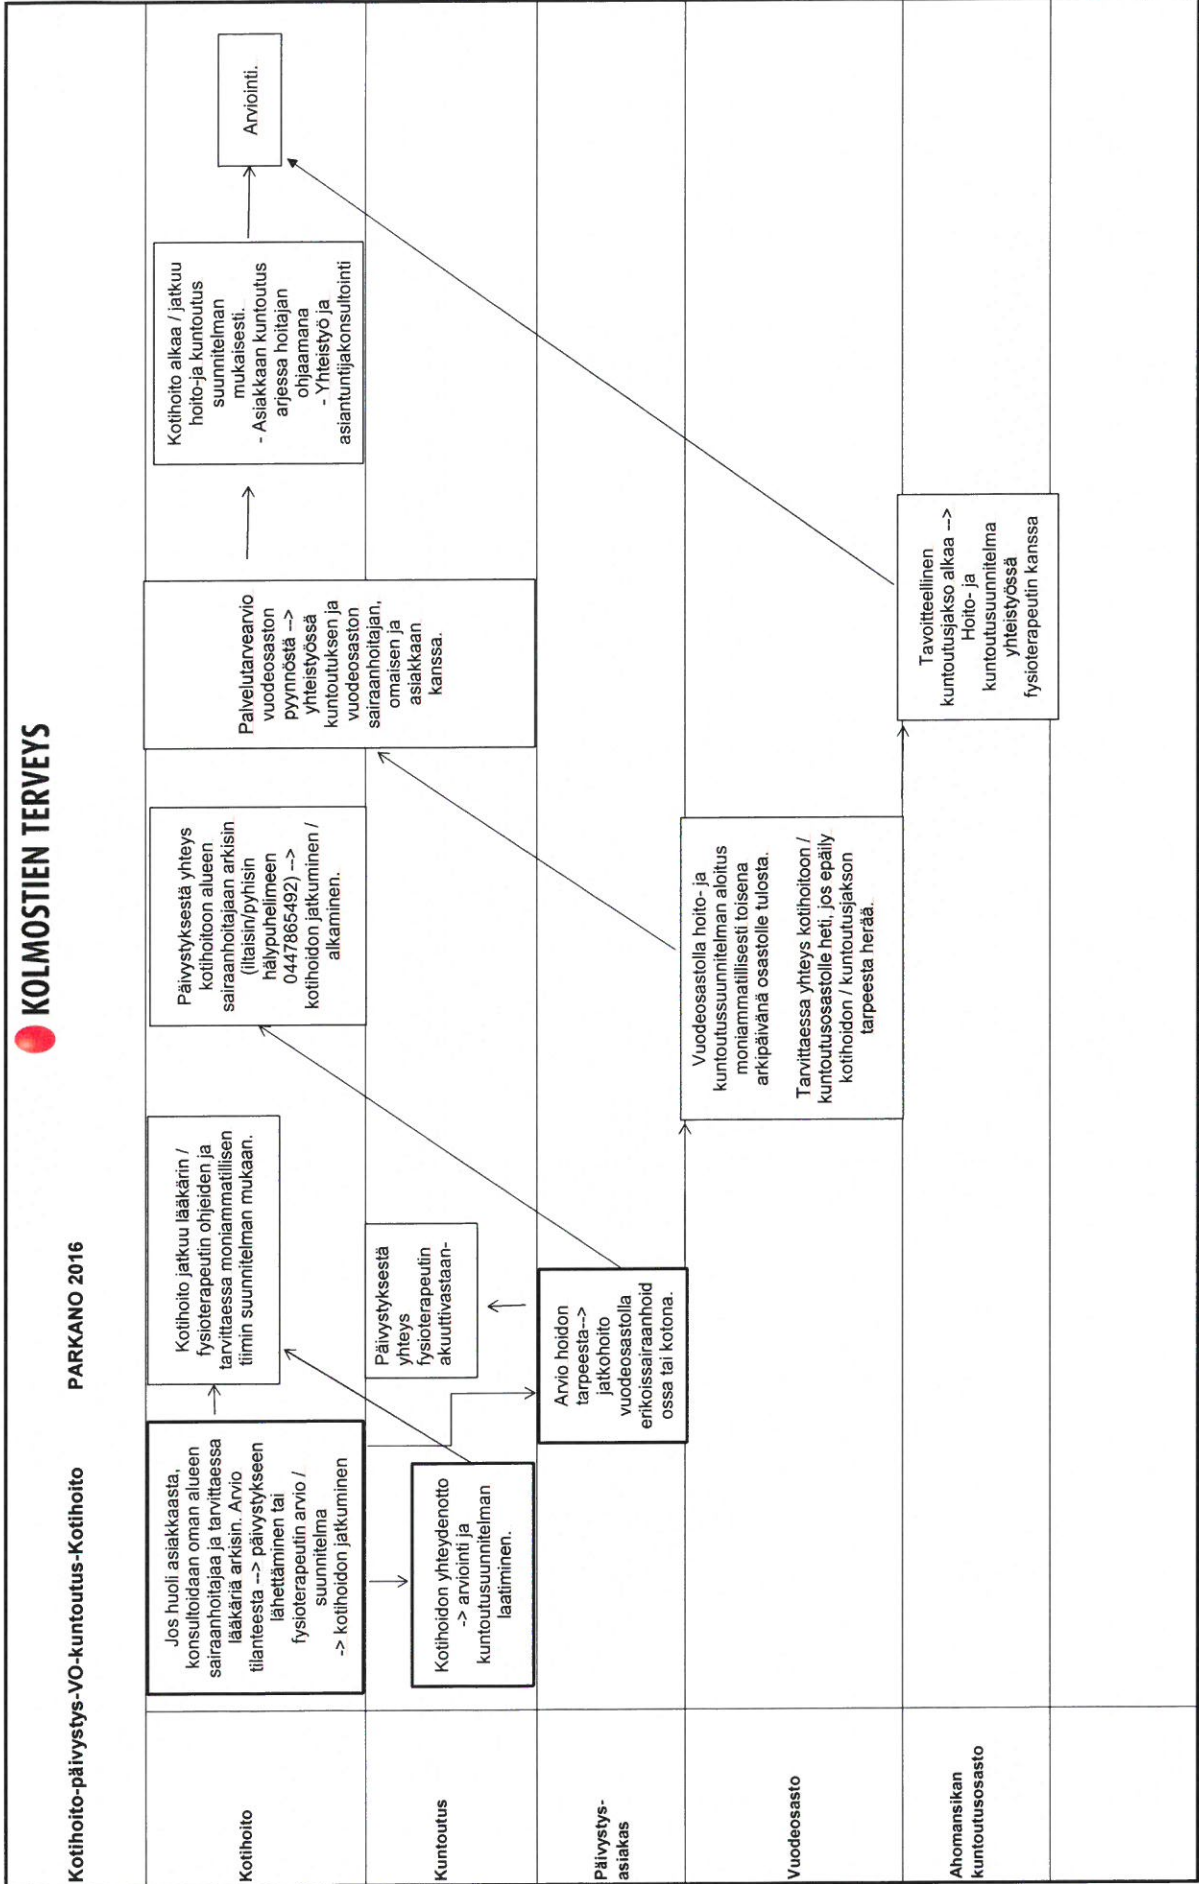 KOLMOSTIEN TERVEYS
Kotihoito-päivystys-VO-kuntoutus-Kotihoito
PARKANO 2016
Kotihoito
Jos huoli asiakkaasta,
konsultoidaan oman alueen
sairaanhoitajaa ja tarvittaessa
lääkäriä arkisin. Arvio
tilanteesta --> päivystykseen
lähettäminen tai
fysioterapeutin arvio /
suunnitelma
-> kotihoidon jatkuminen
Kotihoito jatkuu lääkärin /
fysioterapeutin ohjeiden ja
tarvittaessa moniammatillisen
tiimin suunnitelman mukaan.
Päivystyksestä yhteys
kotihoitoon alueen
sairaanhoitajaan arkisin
(iltaisin/pyhisin
hälypuhelimeen
0447865492) -->
kotihoidon jatkuminen /
alkaminen.
Palvelutarvearvio
vuodeosaston
pyynnöstä -->
yhteistyössä
kuntoutuksen ja
vuodeosaston
sairaanhoitajan,
omaisen ja
asiakkaan
kanssa.
Kotihoito alkaa / jatkuu
hoito-ja kuntoutus
suunnitelman
mukaisesti.
- Asiakkaan kuntoutus
arjessa hoitajan
ohjaamana
- Yhteistyö ja
asiantuntijakonsultointi
Arviointi.
Kuntoutus
Kotihoidon yhteydenotto
-> arviointi ja
kuntoutusuunnitelman
laatiminen.
Päivystyksestä
yhteys
fysioterapeutin
akuuttivastaan-
Päivystys-
asiakas
Arvio hoidon
tarpeesta-->
jatkohoito
vuodeosastolla
erikoissairaanhoid
ossa tai kotona.
Vuodeosasto
Vuodeosastolla hoito- ja
kuntoutussuunnitelman aloitus
moniammatillisesti toisena
arkipäivänä osastolle tulosta.
Tarvittaessa yhteys kotihoitoon /
kuntoutusosastolle heti, jos epäily
kotihoidon / kuntoutusjakson
tarpeesta herää.
Ahomansikan
kuntoutusosasto
Tavoitteellinen
kuntoutusjakso alkaa -->
Hoito- ja
kuntoutusuunnitelma
yhteistyössä
fysioterapeutin kanssa